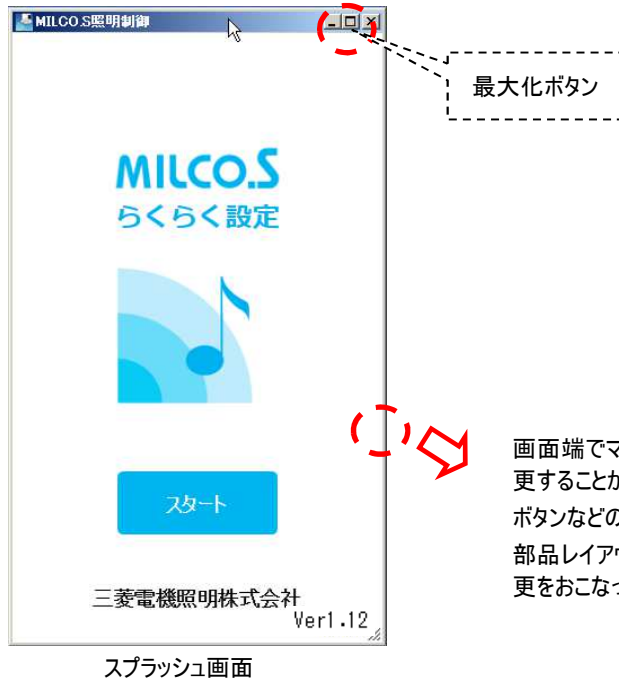 MILCO.S照明制御
最大化ボタン
MILCO.S
らくらく設定
スタート
三菱電機照明株式会社
Ver1.12
スプラッシュ画面
画面端でマ
更することが
ボタンなどの
部品レイア
更をおこなっ